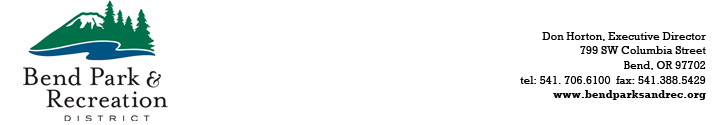 Bend Park &
Recreation
DISTRICT
Don Horton, Executive Director
799 SW Columbia Street
Bend, OR 97702
tel: 541. 706.6100  fax: 541.388.5429
www.bendparksandrec.org